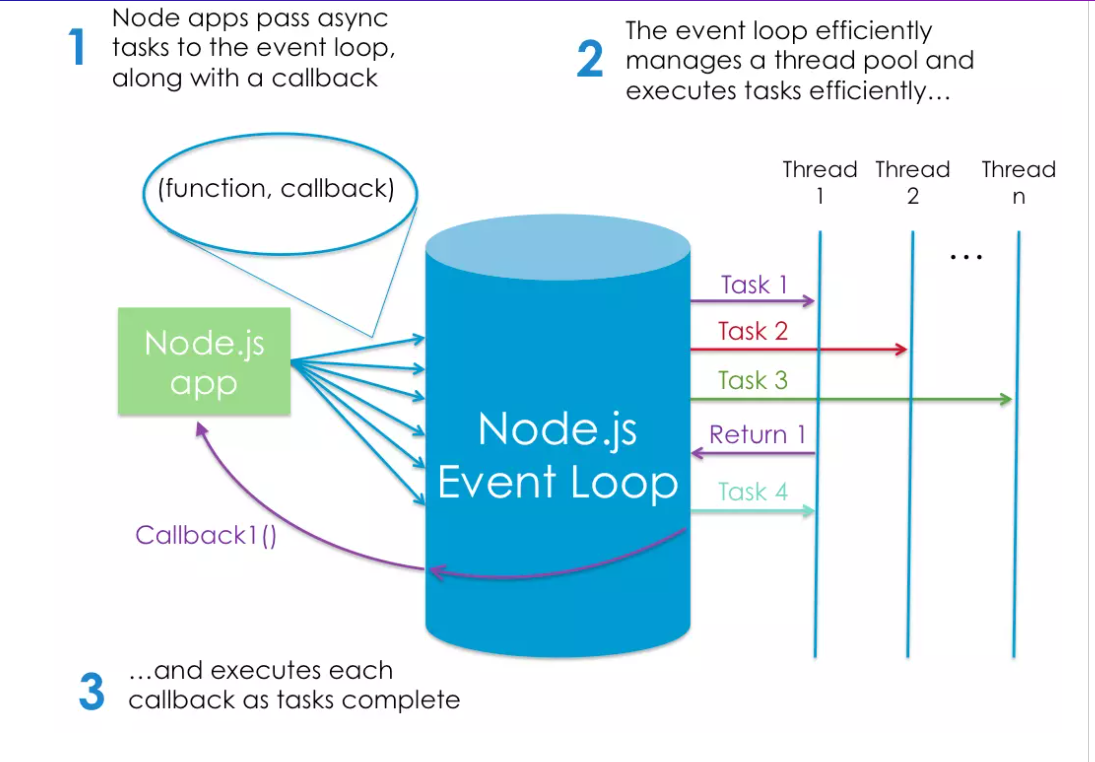 1
Node apps pass async
tasks to the event loop,
along with a callback
2
The event loop efficiently
manages a thread pool and
executes tasks efficiently…
(function, callback)
Thread
1
Thread
2
Thread
n
...
Node.js
app
Node.js
Event Loop
Task 1
Task 2
Task 3
Return 1
Task 4
Callback1()
3
…and executes each
callback as tasks complete